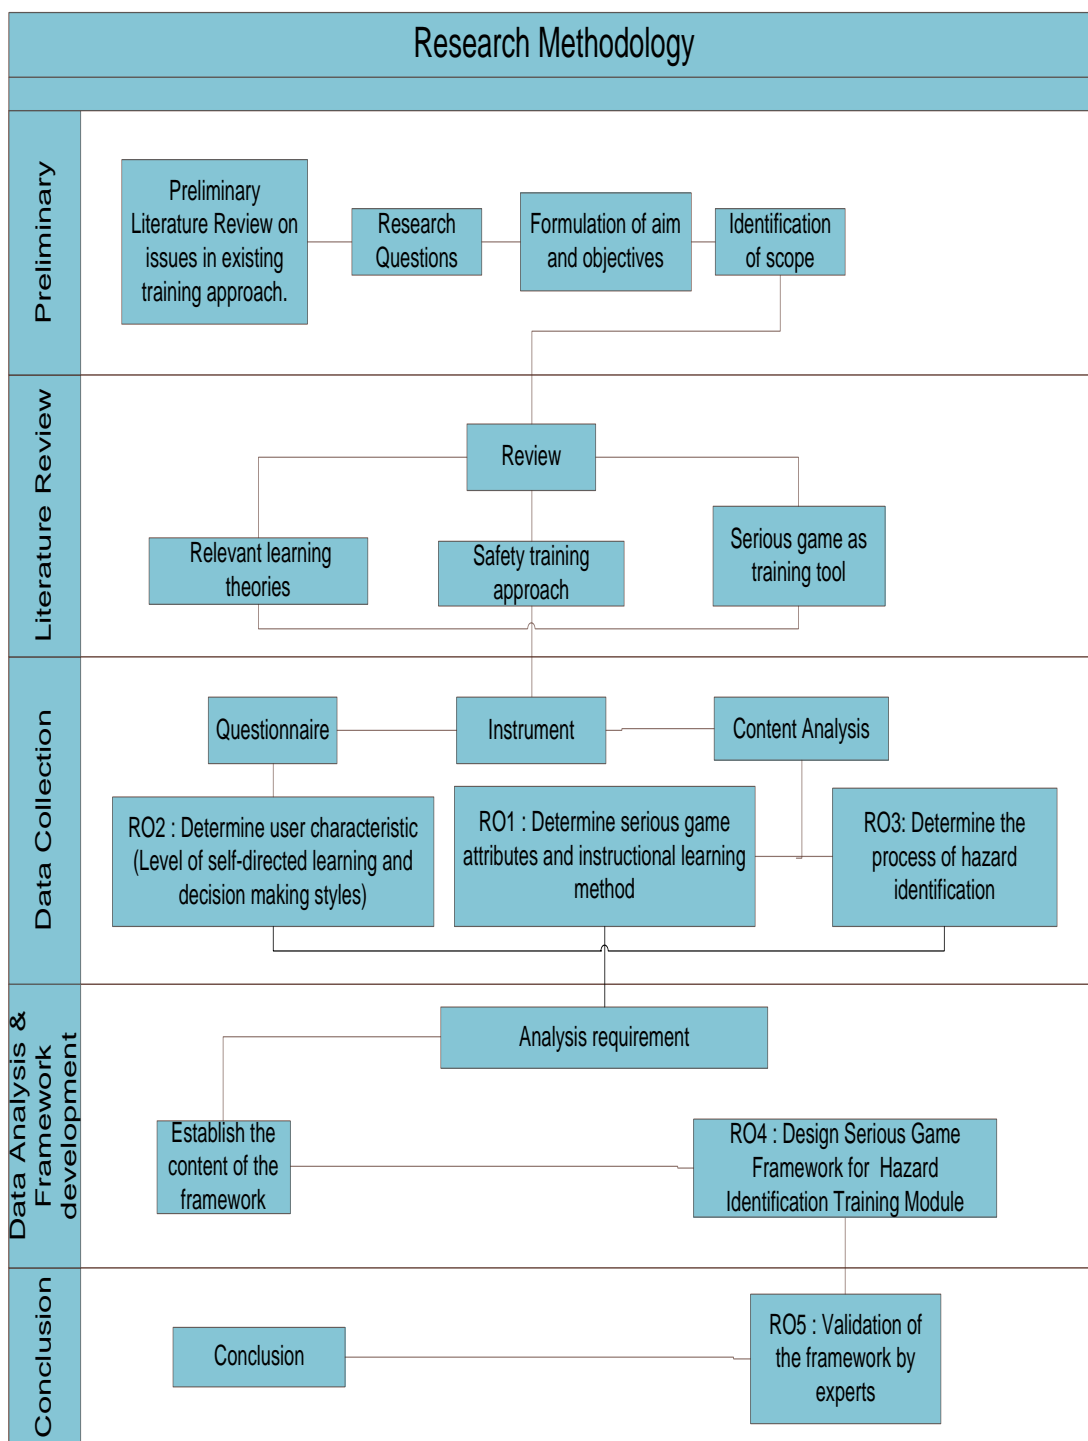 Research Methodology
Preliminary
Preliminary
Literature Review on
issues in existing
training approach.
Research
Questions
Formulation of aim
and objectives
Identification
of scope
Literature Review
Review
Relevant learning
theories
Safety training
approach
Serious game as
training tool
Data Collection
Questionnaire
Instrument
Content Analysis
RO2 : Determine user characteristic
(Level of self-directed learning and
decision making styles)
RO1 : Determine serious game
attributes and instructional learning
method
RO3: Determine the
process of hazard
identification
Data Analysis &
Framework
development
Analysis requirement
Establish the
content of the
framework
RO4 : Design Serious Game
Framework for Hazard
Identification Training Module
Conclusion
Conclusion
RO5 : Validation of
the framework by
experts